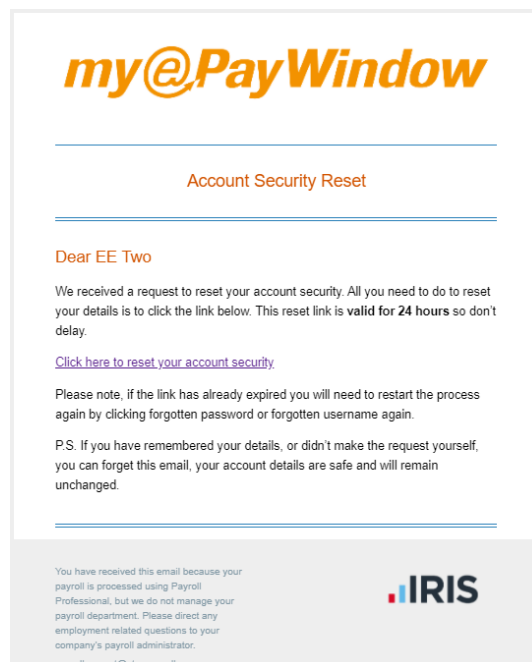 my@PayWindow
Account Security Reset
Dear EE Two
We received a request to reset your account security. All you need to do to reset
your details is to click the link below. This reset link is valid for 24 hours so don't
delay.
Click here to reset your account security
Please note, if the link has already expired you will need to restart the process
again by clicking forgotten password or forgotten username again.
P.S. If you have remembered your details, or didn't make the request yourself,
you can forget this email, your account details are safe and will remain
unchanged.
You have received this email because your
payroll is processed using Payroll
Professional, but we do not manage your
payroll department. Please direct any
employment related questions to your
company's payroll administrator.
IRIS